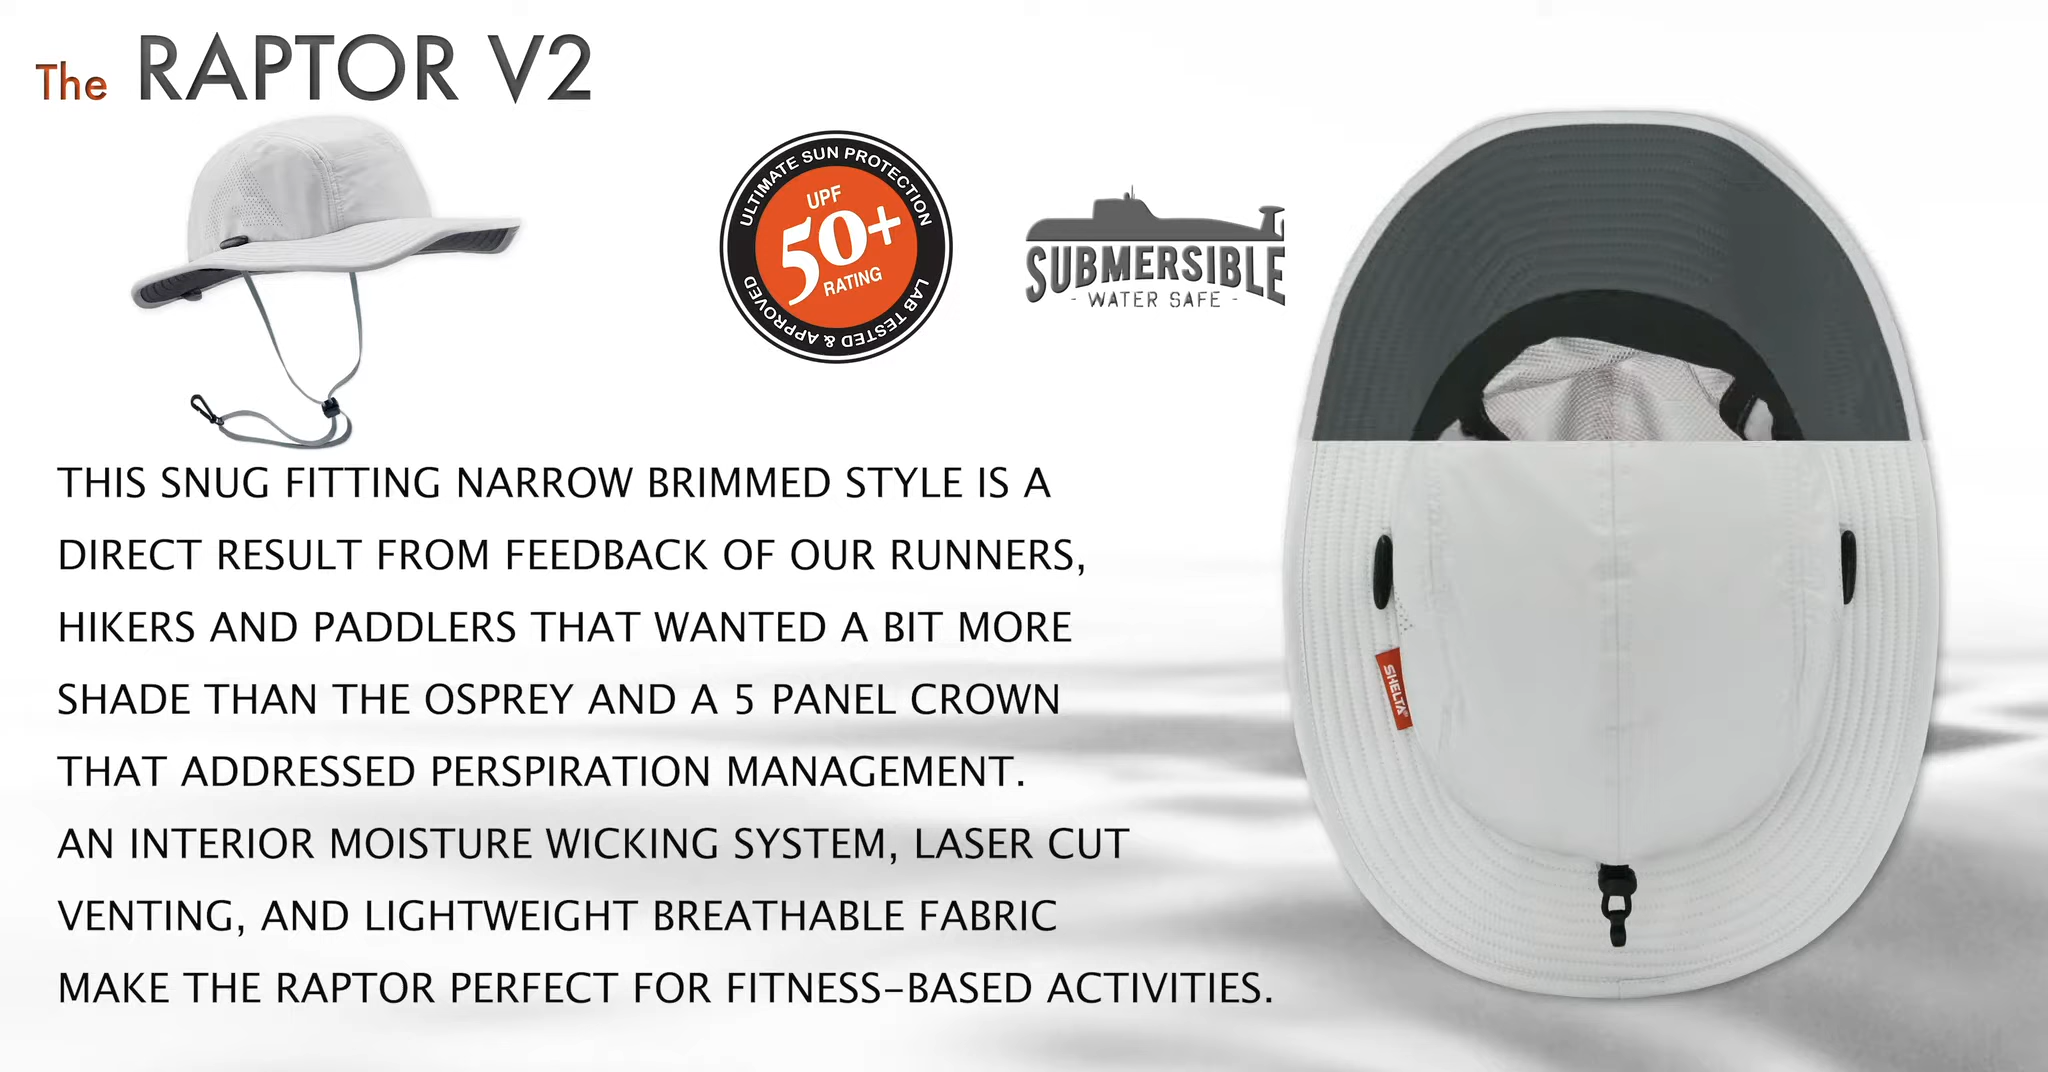 The RAPTOR V2
ULTIMATE SUN PROTECTION
UPF
50+
RATING
LAB TESTED & APPROVED
SUBMERSIBLE
- WATER SAFE -
THIS SNUG FITTING NARROW BRIMMED STYLE IS A
DIRECT RESULT FROM FEEDBACK OF OUR RUNNERS,
HIKERS AND PADDLERS THAT WANTED A BIT MORE
SHADE THAN THE OSPREY AND A 5 PANEL CROWN
THAT ADDRESSED PERSPIRATION MANAGEMENT.
AN INTERIOR MOISTURE WICKING SYSTEM, LASER CUT
VENTING, AND LIGHTWEIGHT BREATHABLE FABRIC
MAKE THE RAPTOR PERFECT FOR FITNESS-BASED ACTIVITIES.
SHELTA®